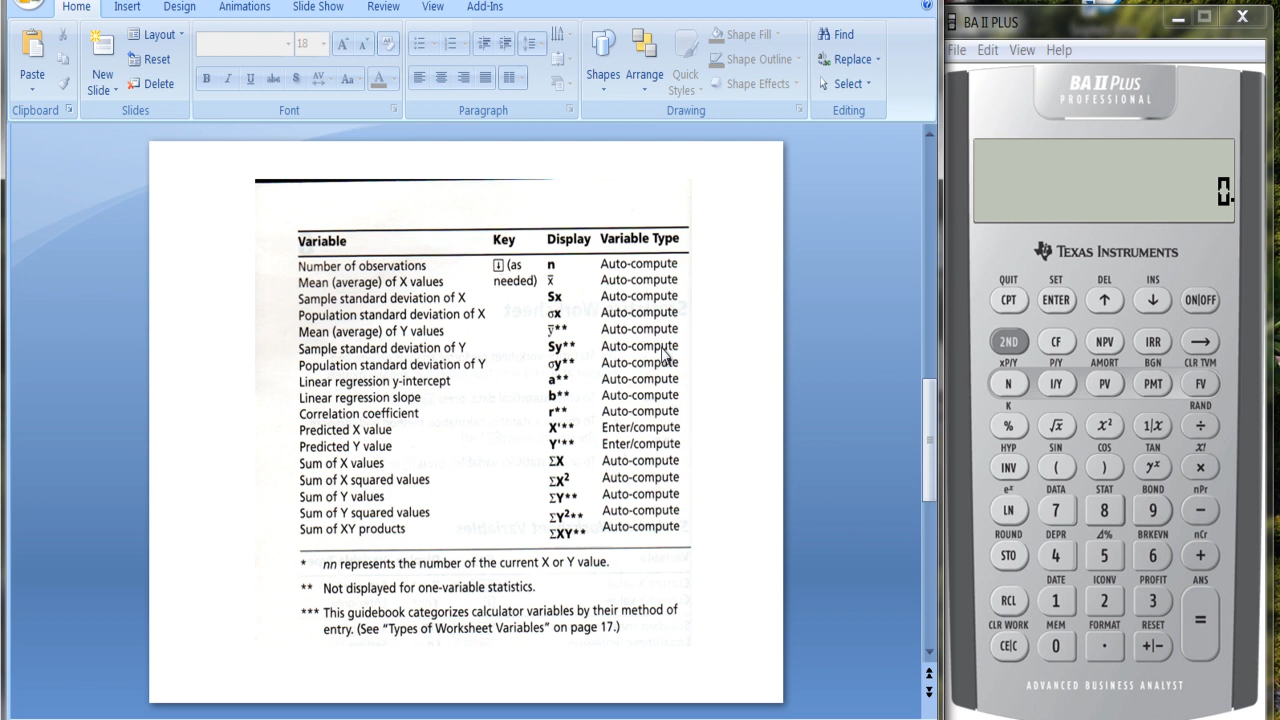 Home Insert Design Animations Slide Show Review View Add-Ins
Paste
Clipboard
New
Slide
Layout
Reset
Delete
Slides
18
B I U abc S AV Aa A
Font
Paragraph
Shapes Arrange Quick
Styles
Shape Fill
Shape Outline
Shape Effects
Drawing
Find
Replace
Select
Editing
Variable Key Display Variable Type
Number of observations ↓ (as n Auto-compute
Mean (average) of X values needed) x̅ Auto-compute
Sample standard deviation of X Sx Auto-compute
Population standard deviation of X σx Auto-compute
Mean (average) of Y values y̅** Auto-compute
Sample standard deviation of Y Sy** Auto-compute
Population standard deviation of Y σy** Auto-compute
Linear regression y-intercept a** Auto-compute
Linear regression slope b** Auto-compute
Correlation coefficient r** Auto-compute
Predicted X value X'** Enter/compute
Predicted Y value Y'** Enter/compute
Sum of X values ΣX Auto-compute
Sum of X squared values ΣX² Auto-compute
Sum of Y values ΣY** Auto-compute
Sum of Y squared values ΣY²** Auto-compute
Sum of XY products ΣXY** Auto-compute
* nn represents the number of the current X or Y value.
** Not displayed for one-variable statistics.
*** This guidebook categorizes calculator variables by their method of
entry. (See “Types of Worksheet Variables” on page 17.)
BA II PLUS
File Edit View Help
BA II PLUS
PROFESSIONAL
0.
TEXAS INSTRUMENTS
QUIT SET DEL INS
CPT ENTER ↑ ↓ ON|OFF
2ND CF NPV IRR →
xP/Y P/Y AMORT BGN CLR TVM
N I/Y PV PMT FV
K RAND
% √x x² 1|x ÷
HYP SIN COS TAN x!
INV ( ) yˣ ×
eˣ DATA STAT BOND nPr
LN 7 8 9 −
ROUND DEPR Δ% BRKEVN nCr
STO 4 5 6 +
DATE ICONV PROFIT ANS
RCL 1 2 3 =
CLR WORK MEM FORMAT RESET
CE|C 0 . +|−
ADVANCED BUSINESS ANALYST